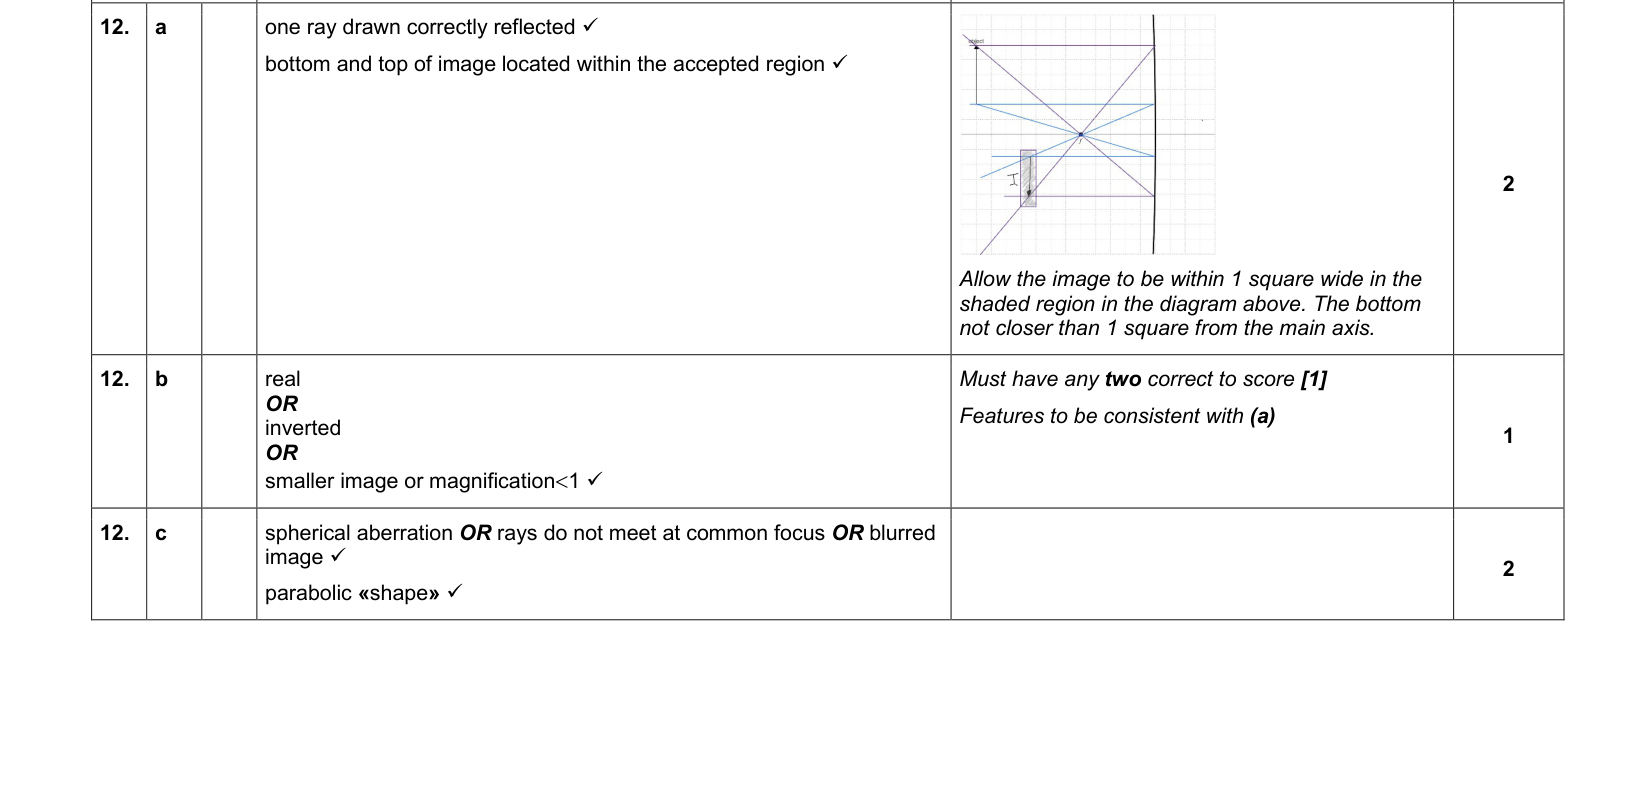 12. a one ray drawn correctly reflected ✓
bottom and top of image located within the accepted region ✓
object
f
I
Allow the image to be within 1 square wide in the
shaded region in the diagram above. The bottom
not closer than 1 square from the main axis.
2
12. b real
OR
inverted
OR
smaller image or magnification<1 ✓
Must have any two correct to score [1]
Features to be consistent with (a)
1
12. c spherical aberration OR rays do not meet at common focus OR blurred
image ✓
parabolic «shape» ✓
2